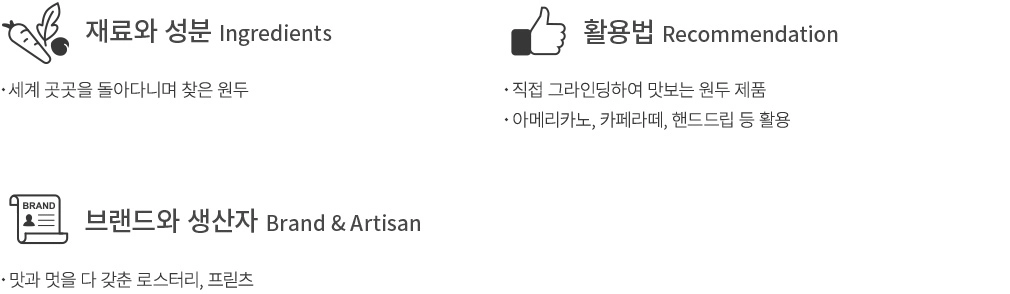 재료와 성분 Ingredients
· 세계 곳곳을 돌아다니며 찾은 원두
활용법 Recommendation
· 직접 그라인딩하여 맛보는 원두 제품
· 아메리카노, 카페라떼, 핸드드립 등 활용
BRAND
브랜드와 생산자 Brand & Artisan
· 맛과 멋을 다 갖춘 로스터리, 프릳츠